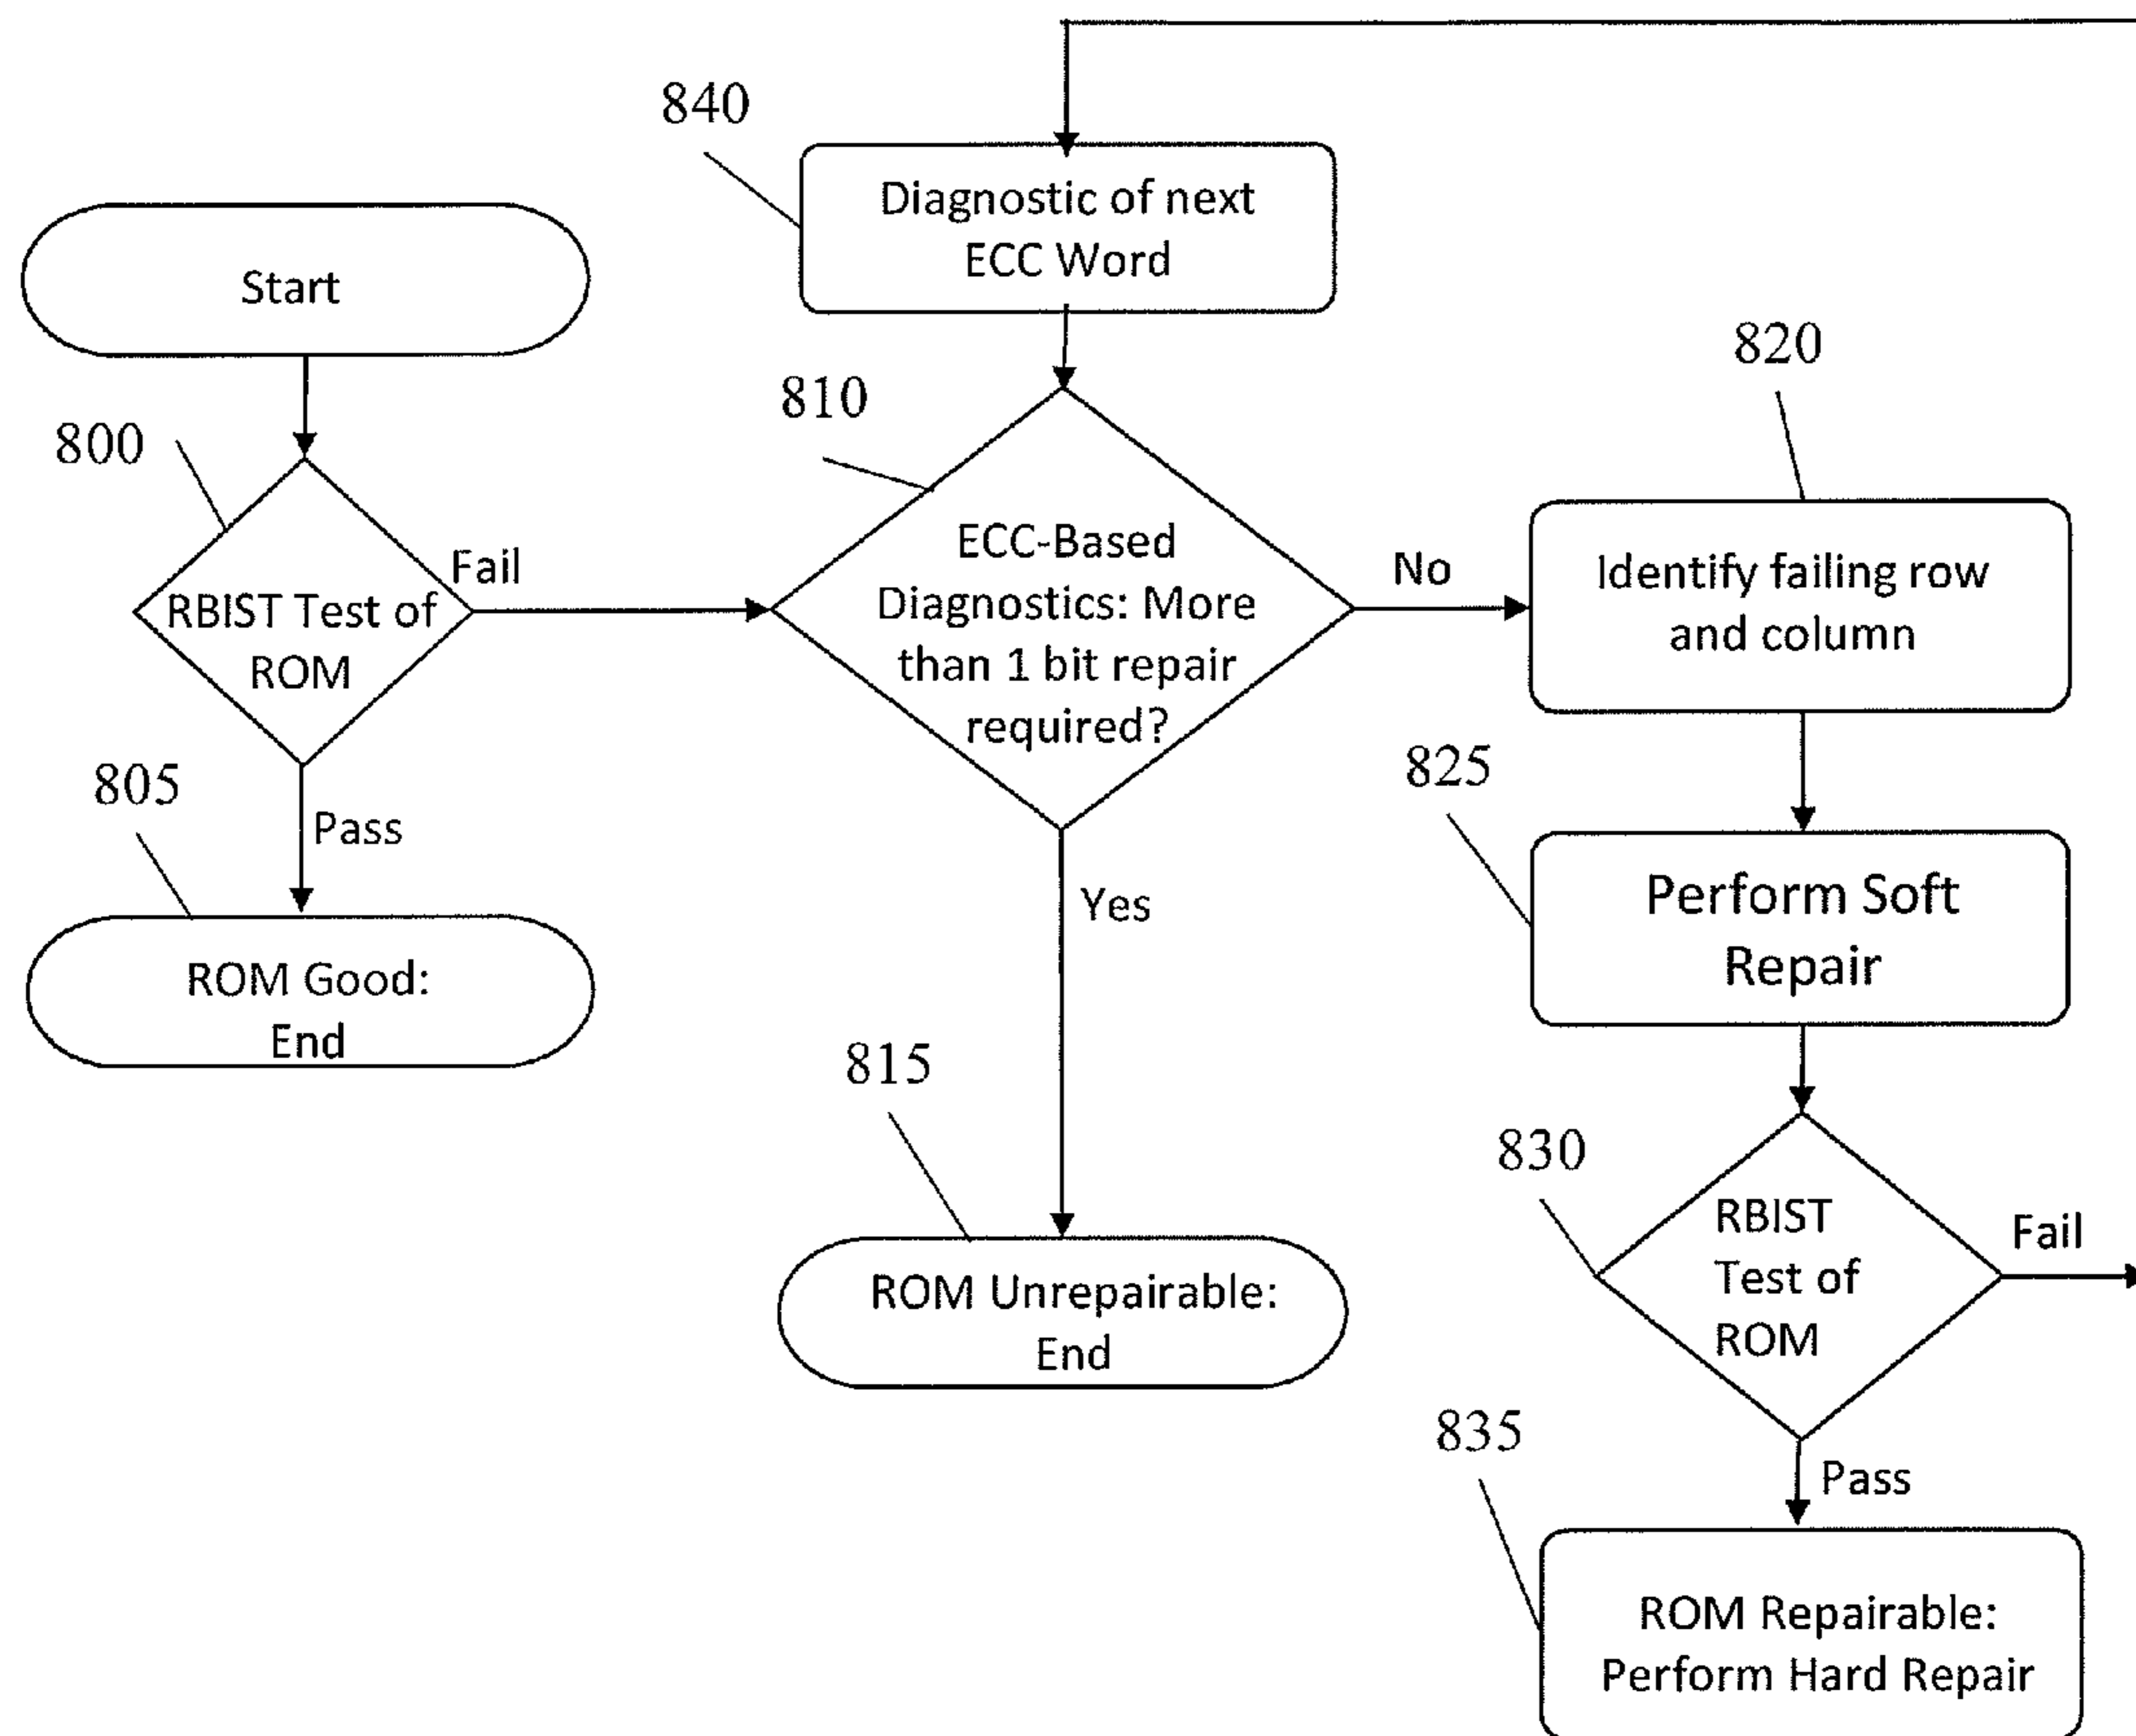 840
Diagnostic of next
ECC Word
Start
800
RBIST Test of
ROM
Fail
Pass
805
ROM Good:
End
810
ECC-Based
Diagnostics: More
than 1 bit repair
required?
No
Yes
815
ROM Unrepairable:
End
820
Identify failing row
and column
825
Perform Soft
Repair
830
RBIST
Test of
ROM
Fail
Pass
835
ROM Repairable:
Perform Hard Repair